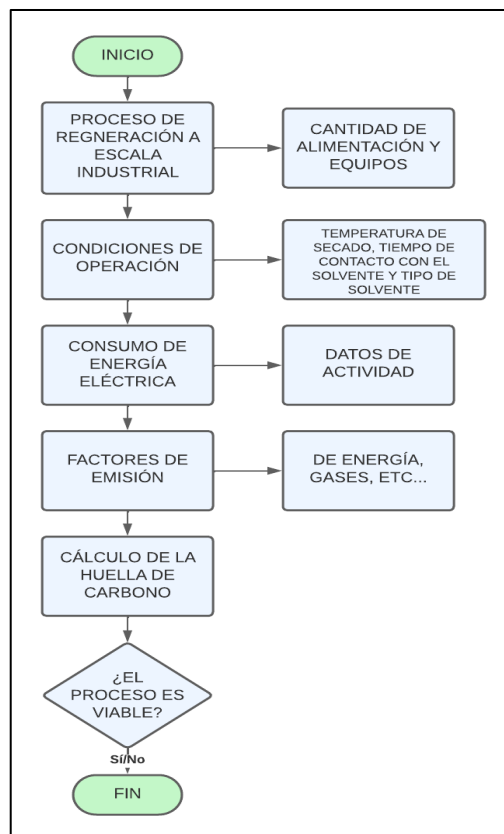 INICIO
PROCESO DE
REGNERACIÓN A
ESCALA
INDUSTRIAL
CANTIDAD DE
ALIMENTACIÓN Y
EQUIPOS
CONDICIONES DE
OPERACIÓN
TEMPERATURA DE
SECADO, TIEMPO DE
CONTACTO CON EL
SOLVENTE Y TIPO DE
SOLVENTE
CONSUMO DE
ENERGÍA
ELÉCTRICA
DATOS DE
ACTIVIDAD
FACTORES DE
EMISIÓN
DE ENERGÍA,
GASES, ETC...
CÁLCULO DE LA
HUELLA DE
CARBONO
¿EL
PROCESO ES
VIABLE?
Sí/No
FIN